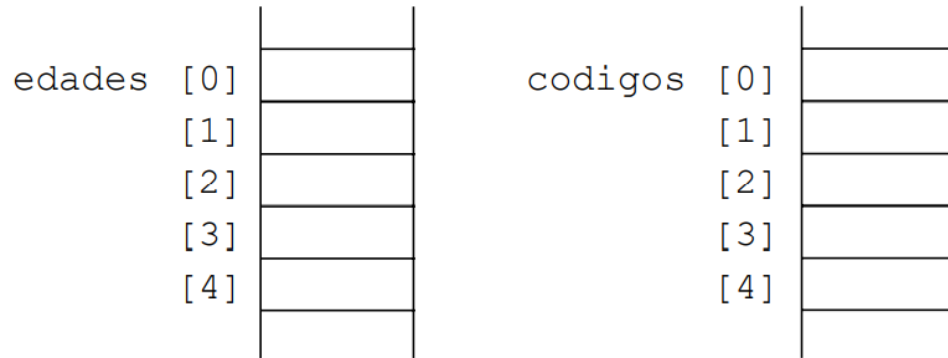 edades [0] codigos [0]
[1] [1]
[2] [2]
[3] [3]
[4] [4]